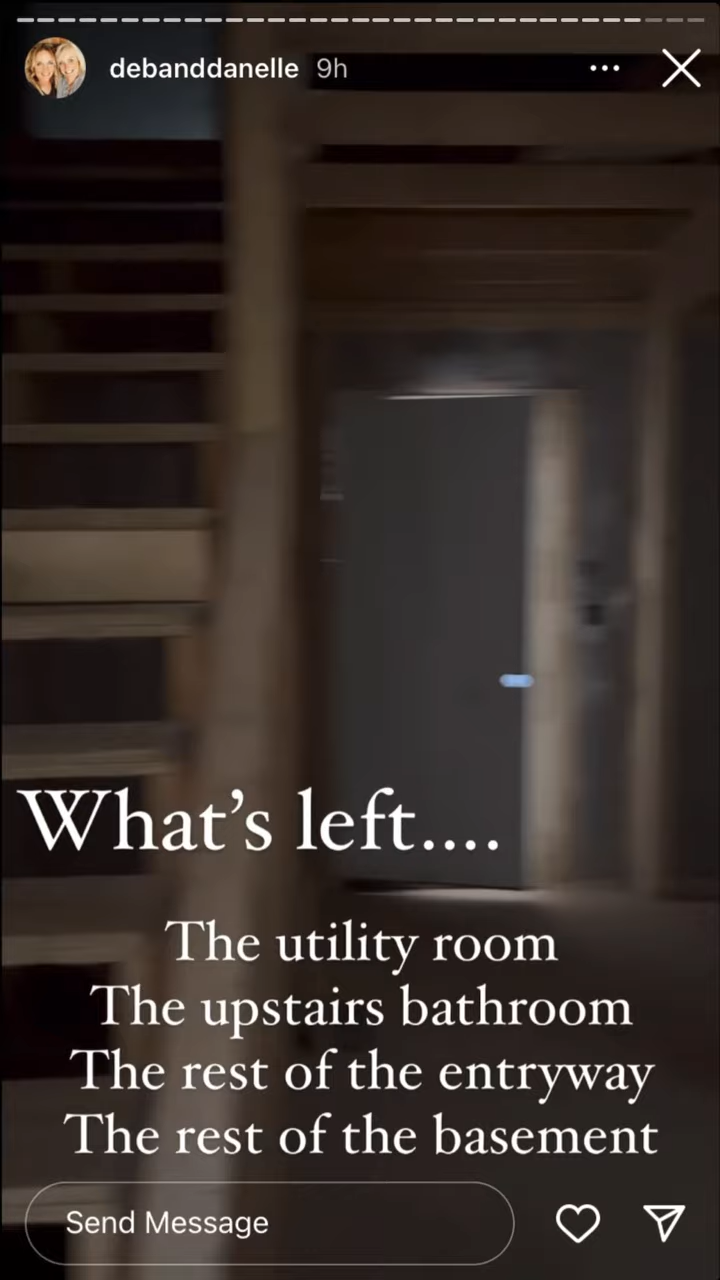 debanddanelle 9h
What's left....
The utility room
The upstairs bathroom
The rest of the entryway
The rest of the basement
Send Message